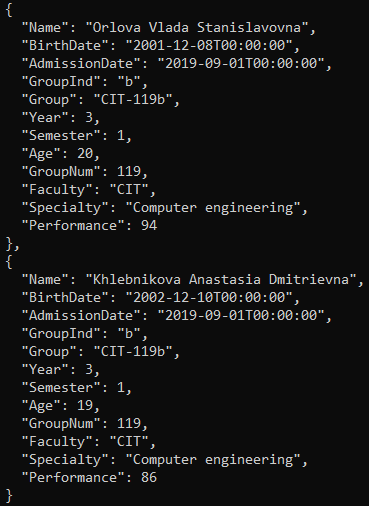 {
"Name": "Orlova Vlada Stanislavovna",
"BirthDate": "2001-12-08T00:00:00",
"AdmissionDate": "2019-09-01T00:00:00",
"GroupInd": "b",
"Group": "CIT-119b",
"Year": 3,
"Semester": 1,
"Age": 20,
"GroupNum": 119,
"Faculty": "CIT",
"Specialty": "Computer engineering",
"Performance": 94
},
{
"Name": "Khlebnikova Anastasia Dmitrievna",
"BirthDate": "2002-12-10T00:00:00",
"AdmissionDate": "2019-09-01T00:00:00",
"GroupInd": "b",
"Group": "CIT-119b",
"Year": 3,
"Semester": 1,
"Age": 19,
"GroupNum": 119,
"Faculty": "CIT",
"Specialty": "Computer engineering",
"Performance": 86
}